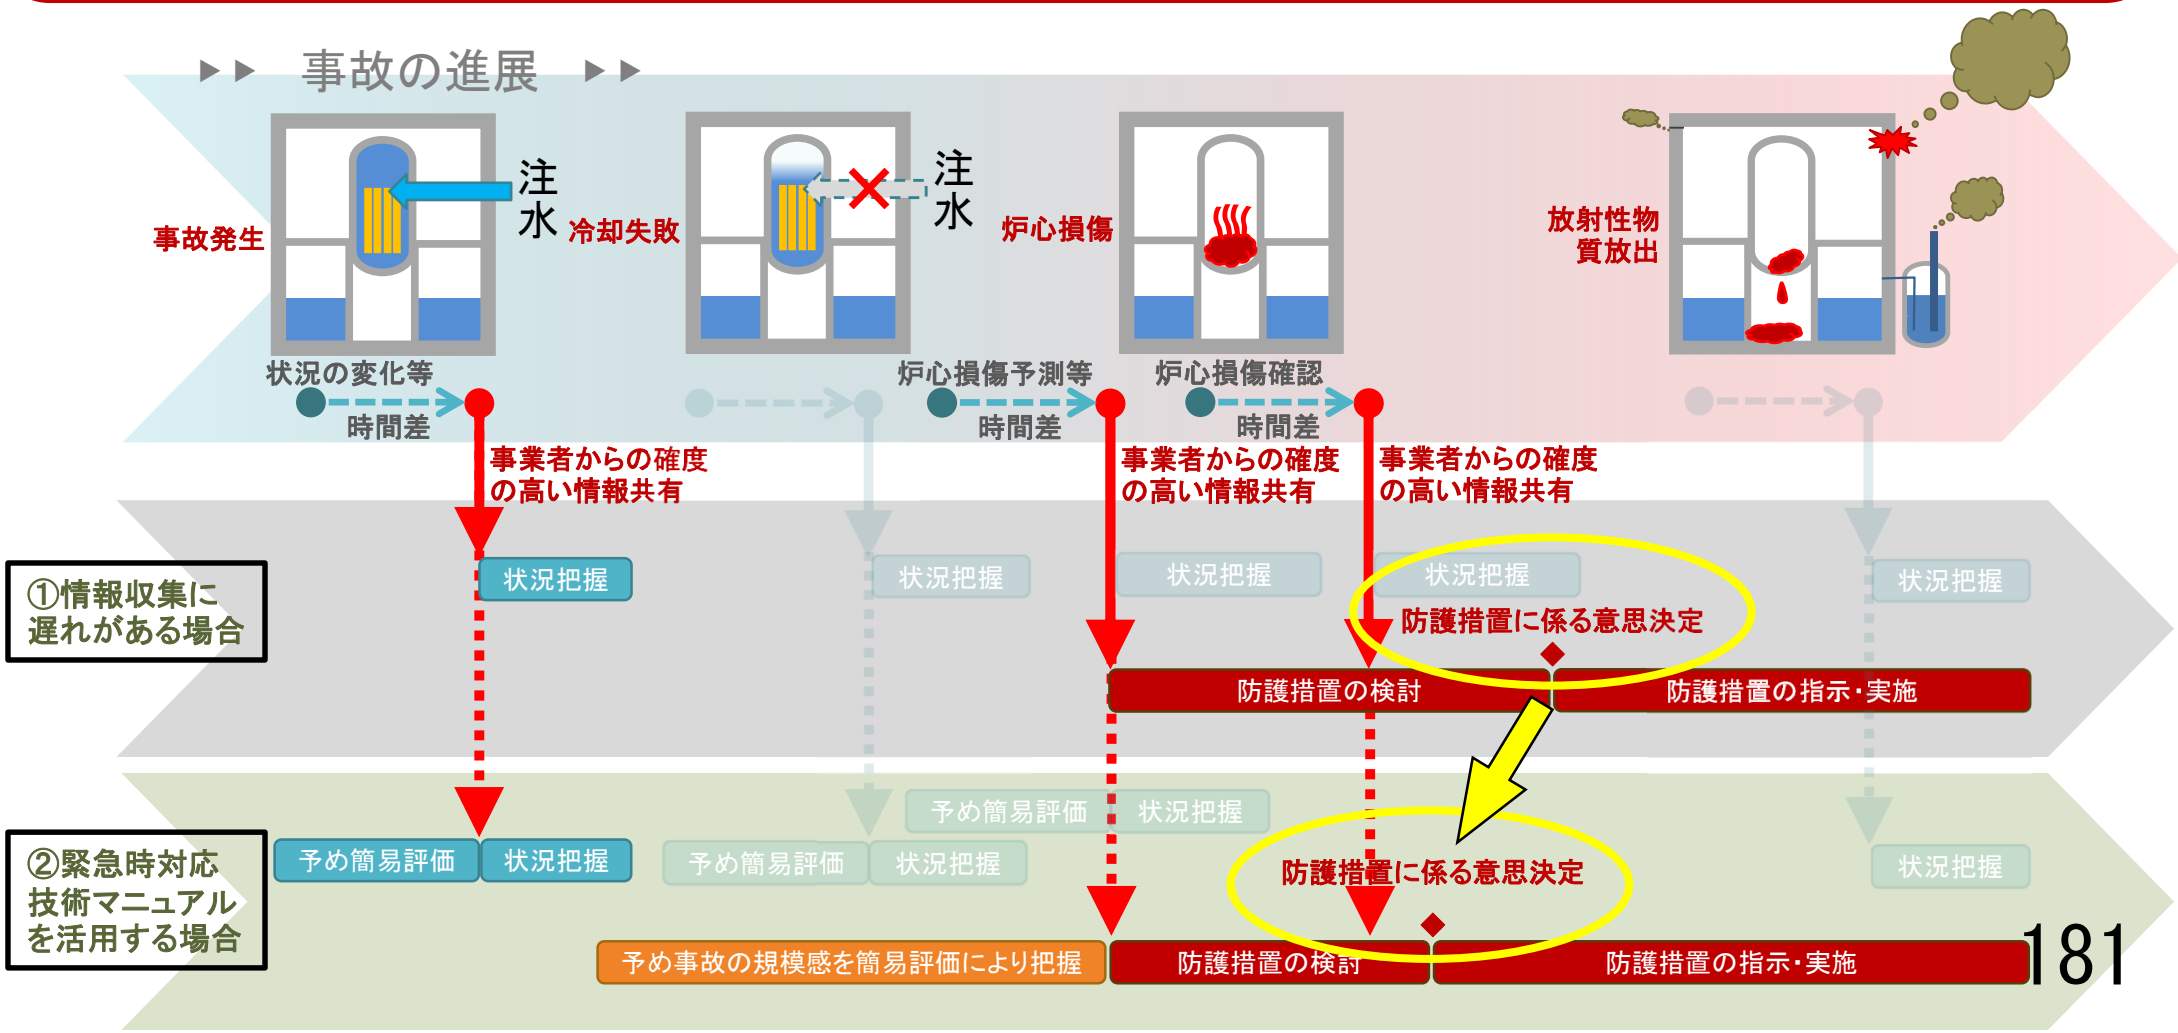 事故の進展
注
水
注
水
事故発生
冷却失敗
炉心損傷
放射性物
質放出
状況の変化等
時間差
炉心損傷予測等
時間差
炉心損傷確認
時間差
事業者からの確度
の高い情報共有
事業者からの確度
の高い情報共有
事業者からの確度
の高い情報共有
①情報収集に
遅れがある場合
状況把握
状況把握
状況把握
状況把握
状況把握
防護措置に係る意思決定
防護措置の検討
防護措置の指示・実施
②緊急時対応
技術マニュアル
を活用する場合
予め簡易評価
状況把握
予め簡易評価
状況把握
予め簡易評価
状況把握
状況把握
防護措置に係る意思決定
予め事故の規模感を簡易評価により把握
防護措置の検討
防護措置の指示・実施
181